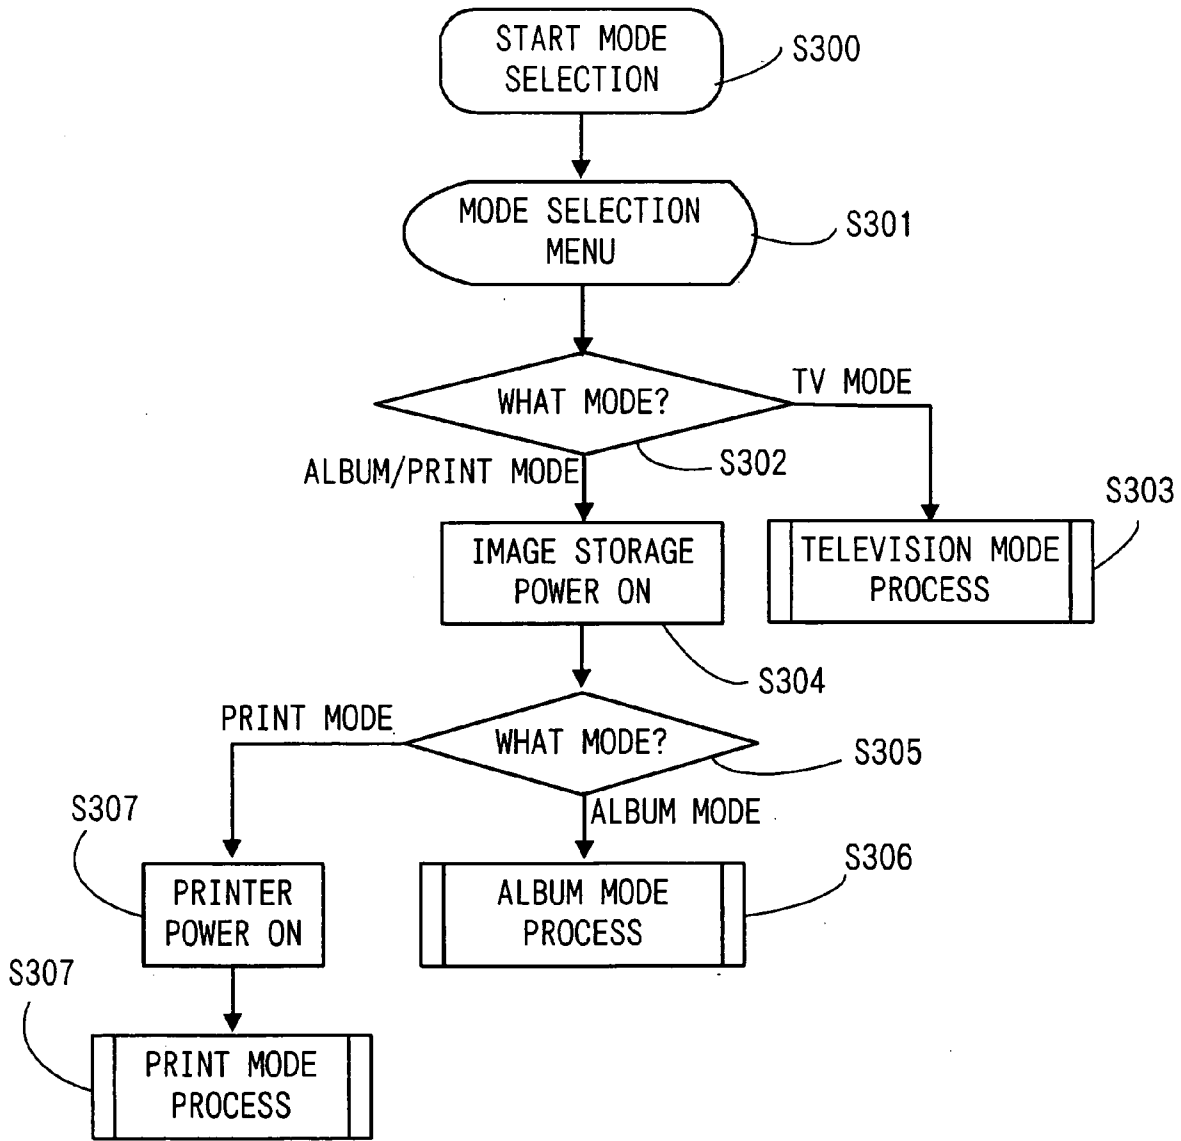 START MODE
SELECTION
S300
MODE SELECTION
MENU
S301
WHAT MODE?
TV MODE
S302
ALBUM/PRINT MODE
S303
IMAGE STORAGE
POWER ON
TELEVISION MODE
PROCESS
S304
PRINT MODE
WHAT MODE?
S305
ALBUM MODE
S307
PRINTER
POWER ON
ALBUM MODE
PROCESS
S306
S307
PRINT MODE
PROCESS